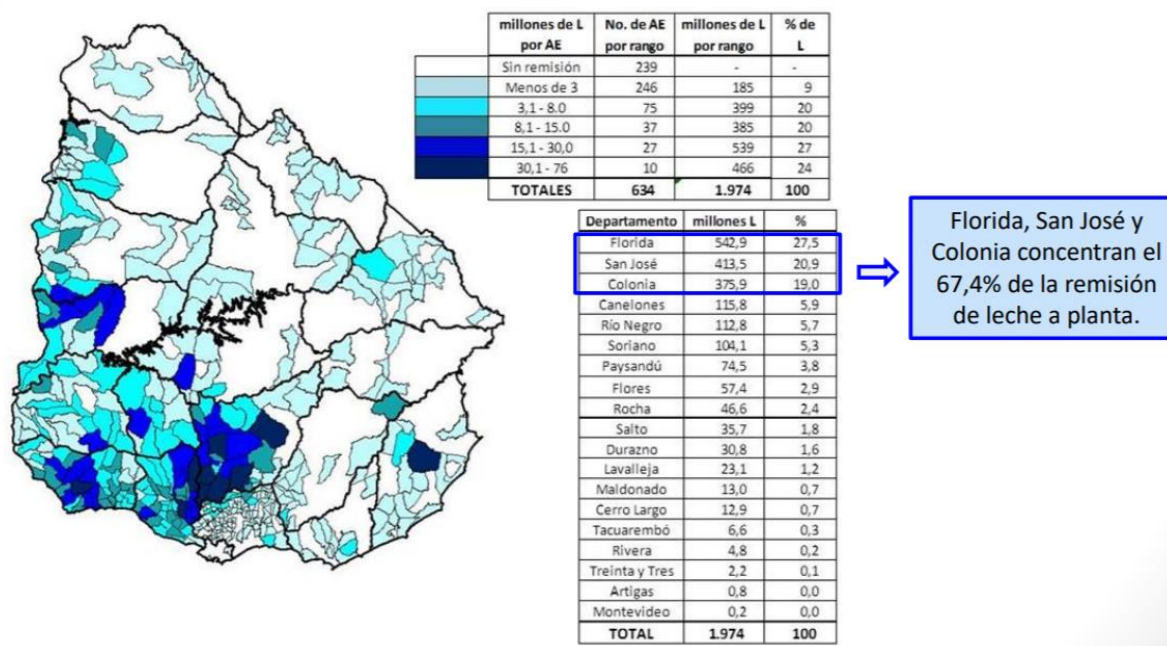 millones de L por AE | No. de AE por rango | millones de L por rango | % de L
Sin remisión | 239 | - | -
Menos de 3 | 246 | 185 | 9
3,1 - 8.0 | 75 | 399 | 20
8,1 - 15.0 | 37 | 385 | 20
15,1 - 30,0 | 27 | 539 | 27
30,1 - 76 | 10 | 466 | 24
TOTALES | 634 | 1.974 | 100
Departamento | millones L | %
Florida | 542,9 | 27,5
San José | 413,5 | 20,9
Colonia | 375,9 | 19,0
Canelones | 115,8 | 5,9
Río Negro | 112,8 | 5,7
Soriano | 104,1 | 5,3
Paysandú | 74,5 | 3,8
Flores | 57,4 | 2,9
Rocha | 46,6 | 2,4
Salto | 35,7 | 1,8
Durazno | 30,8 | 1,6
Lavalleja | 23,1 | 1,2
Maldonado | 13,0 | 0,7
Cerro Largo | 12,9 | 0,7
Tacuarembó | 6,6 | 0,3
Rivera | 4,8 | 0,2
Treinta y Tres | 2,2 | 0,1
Artigas | 0,8 | 0,0
Montevideo | 0,2 | 0,0
TOTAL | 1.974 | 100
Florida, San José y
Colonia concentran el
67,4% de la remisión
de leche a planta.